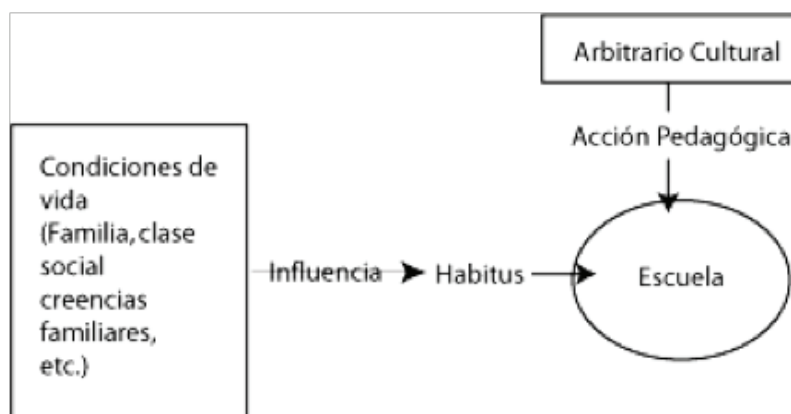 Arbitrario Cultural
Acción Pedagógica
Condiciones de
vida
(Familia, clase
social
creencias
familiares,
etc.)
Influencia
Habitus
Escuela